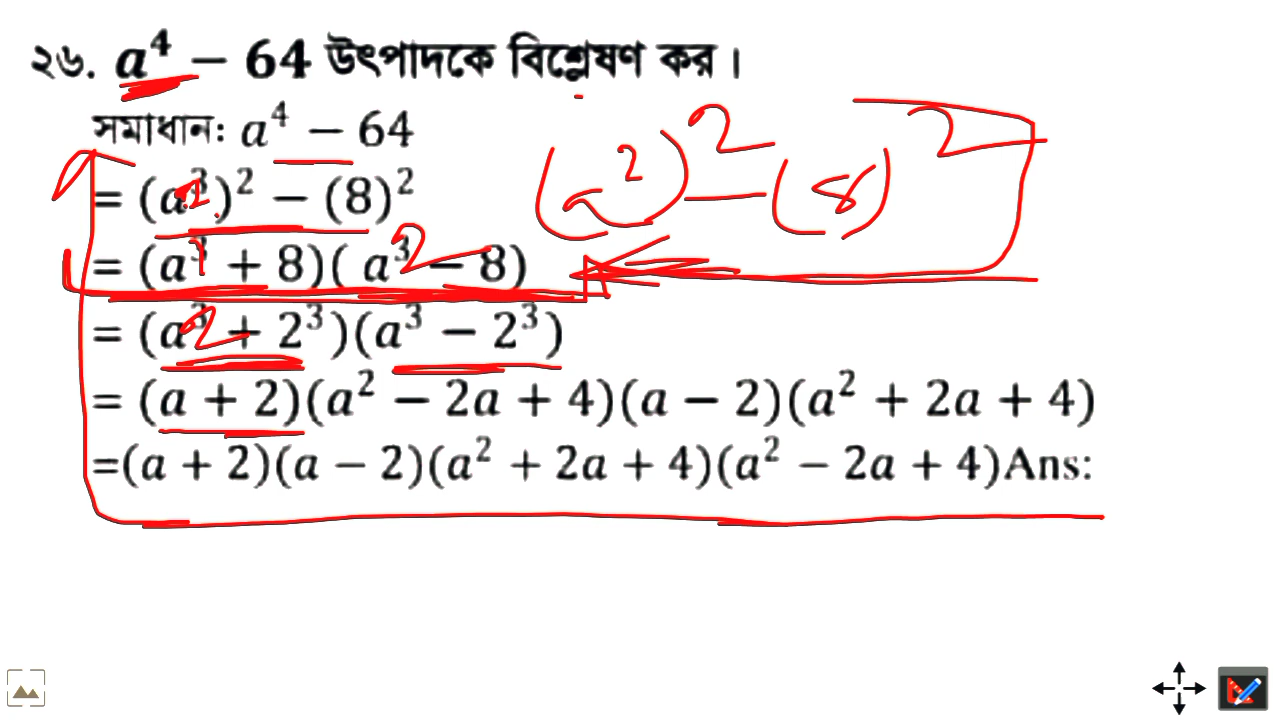 ২৬. a⁴ − 64 উৎপাদকে বিশ্লেষণ কর ।
সমাধানঃ a⁴ − 64
= (a³)² − (8)²
(a²)² − (8)²
= (a³ + 8)( a³ − 8)
= (a³ + 2³)(a³ − 2³)
= (a + 2)(a² − 2a + 4)(a − 2)(a² + 2a + 4)
=(a + 2)(a − 2)(a² + 2a + 4)(a² − 2a + 4)Ans: